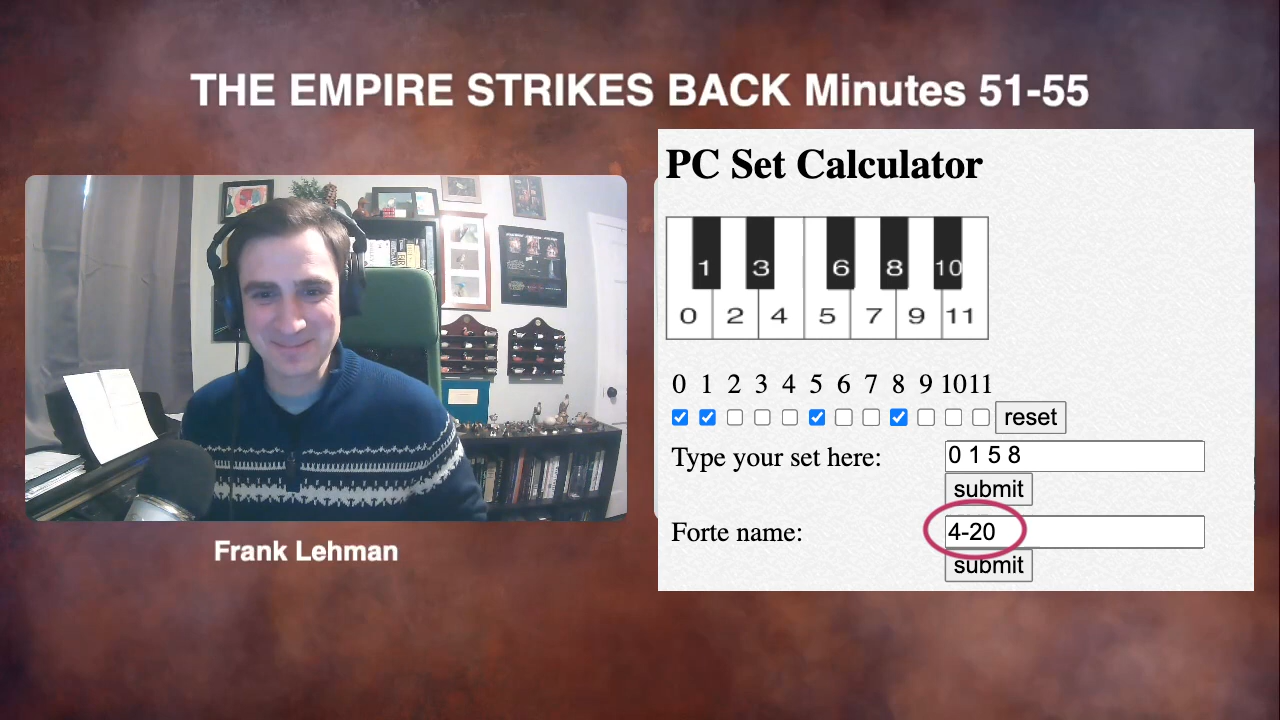 THE EMPIRE STRIKES BACK Minutes 51-55
PC Set Calculator
1 3 6 8 10
0 2 4 5 7 9 11
0 1 2 3 4 5 6 7 8 9 10 11
reset
Type your set here: 0 1 5 8
submit
Forte name: 4-20
submit
Frank Lehman